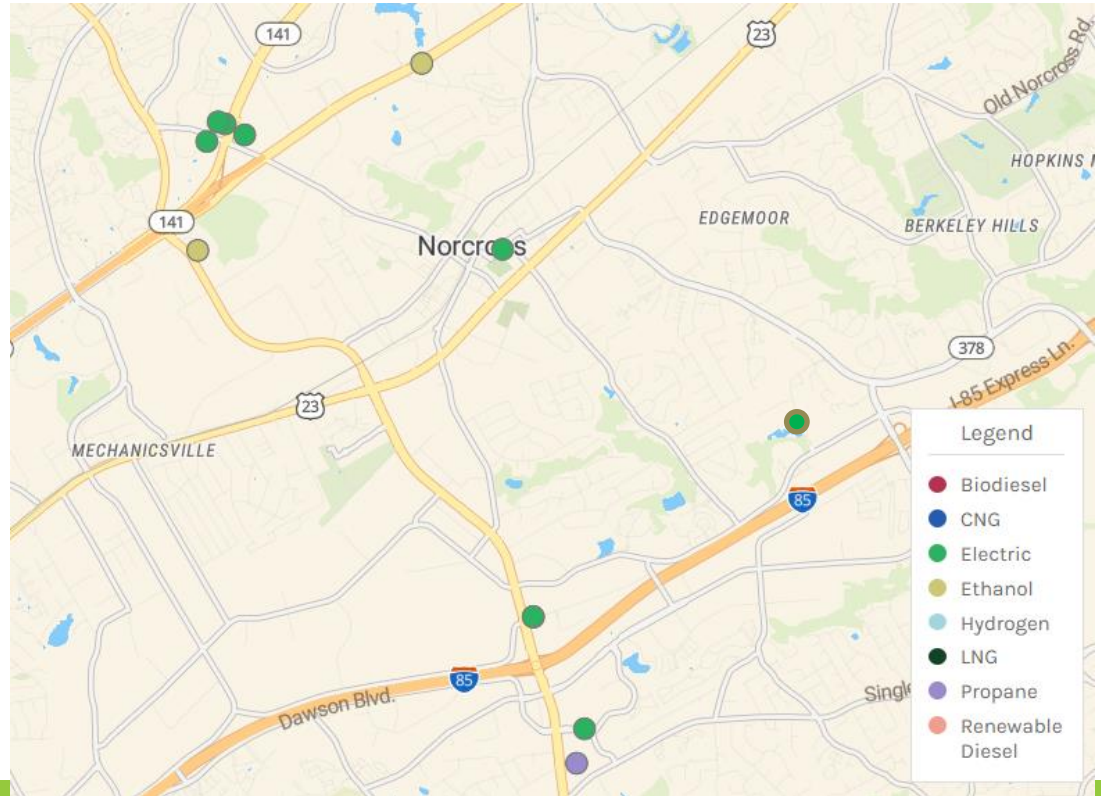 141
23
Old Norcross Rd.
HOPKINS M
EDGEMOOR
BERKELEY HILLS
141
Norcross
378
I-85 Express Ln.
23
MECHANICSVILLE
85
85
Dawson Blvd.
Single
Legend
Biodiesel
CNG
Electric
Ethanol
Hydrogen
LNG
Propane
Renewable
Diesel